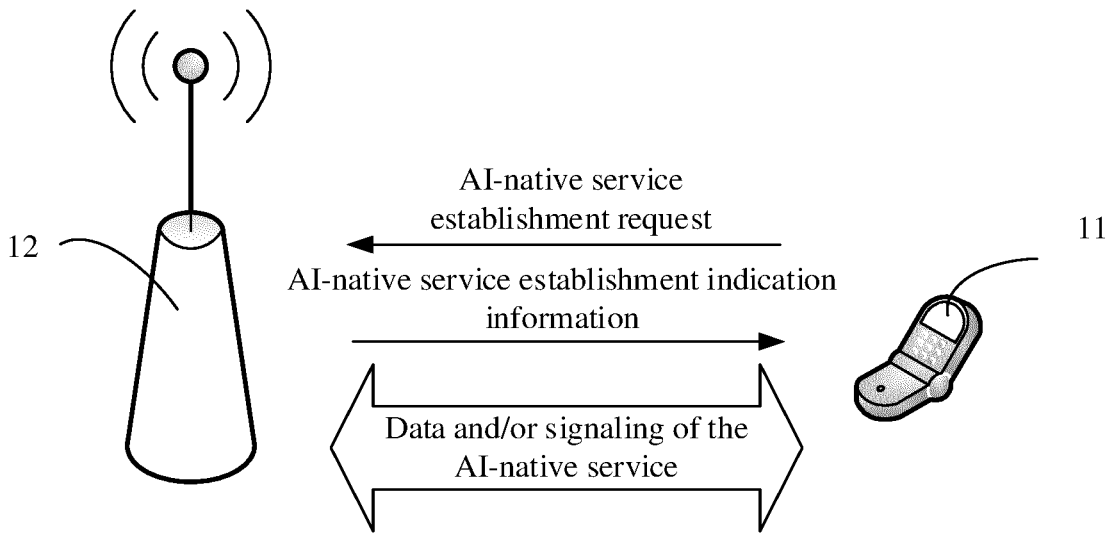 AI-native service
establishment request
11
12
AI-native service establishment indication
information
Data and/or signaling of the
AI-native service